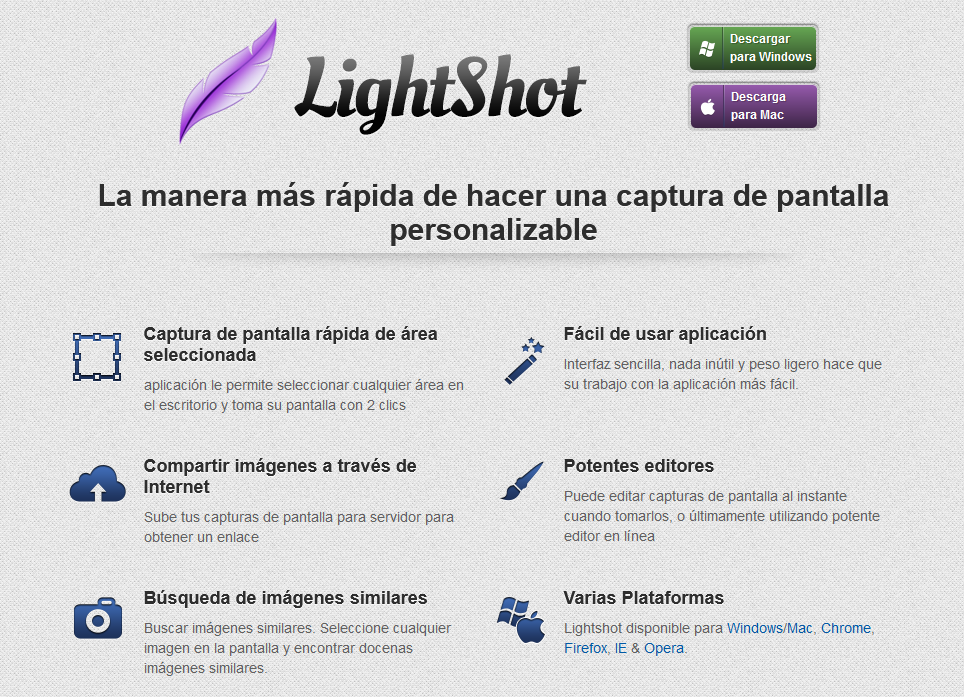 LightShot
Descargar
para Windows
Descarga
para Mac
La manera más rápida de hacer una captura de pantalla
personalizable
Captura de pantalla rápida de área
seleccionada
aplicación le permite seleccionar cualquier área en
el escritorio y toma su pantalla con 2 clics
Fácil de usar aplicación
Interfaz sencilla, nada inútil y peso ligero hace que
su trabajo con la aplicación más fácil.
Compartir imágenes a través de
Internet
Sube tus capturas de pantalla para servidor para
obtener un enlace
Potentes editores
Puede editar capturas de pantalla al instante
cuando tomarlos, o últimamente utilizando potente
editor en línea
Búsqueda de imágenes similares
Buscar imágenes similares. Seleccione cualquier
imagen en la pantalla y encontrar docenas
imágenes similares.
Varias Plataformas
Lightshot disponible para Windows/Mac, Chrome,
Firefox, IE & Opera.